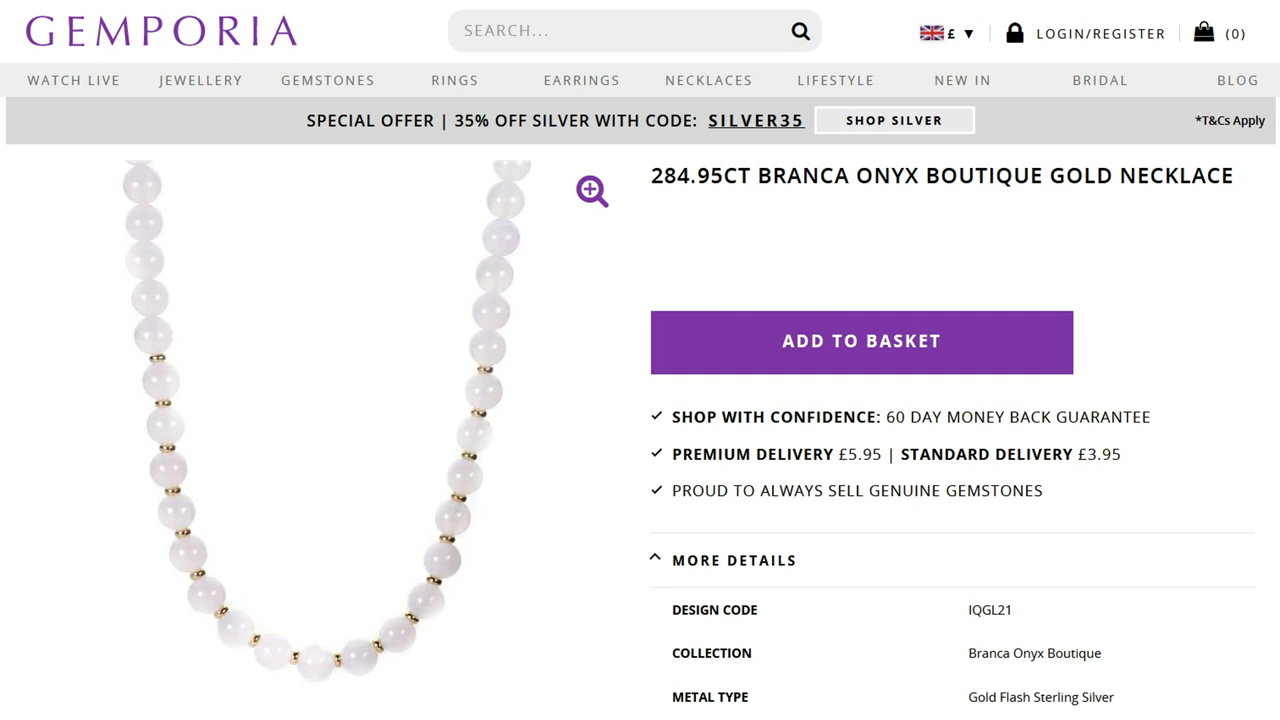 GEMPORIA
SEARCH...
£ ▼
LOGIN/REGISTER
(0)
WATCH LIVE JEWELLERY GEMSTONES RINGS EARRINGS NECKLACES LIFESTYLE NEW IN BRIDAL BLOG
SPECIAL OFFER | 35% OFF SILVER WITH CODE: SILVER35 SHOP SILVER *T&Cs Apply
284.95CT BRANCA ONYX BOUTIQUE GOLD NECKLACE
ADD TO BASKET
SHOP WITH CONFIDENCE: 60 DAY MONEY BACK GUARANTEE
PREMIUM DELIVERY £5.95 | STANDARD DELIVERY £3.95
PROUD TO ALWAYS SELL GENUINE GEMSTONES
MORE DETAILS
DESIGN CODE IQGL21
COLLECTION Branca Onyx Boutique
METAL TYPE Gold Flash Sterling Silver